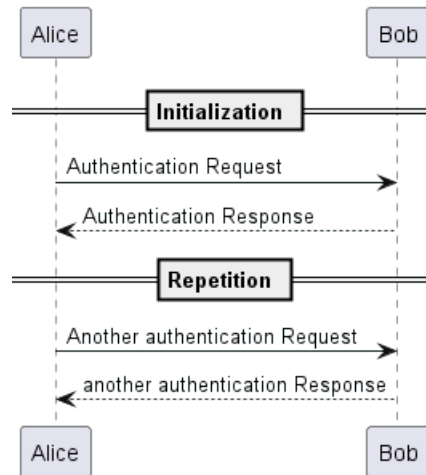 Alice Bob
Initialization
Authentication Request
Authentication Response
Repetition
Another authentication Request
another authentication Response
Alice Bob